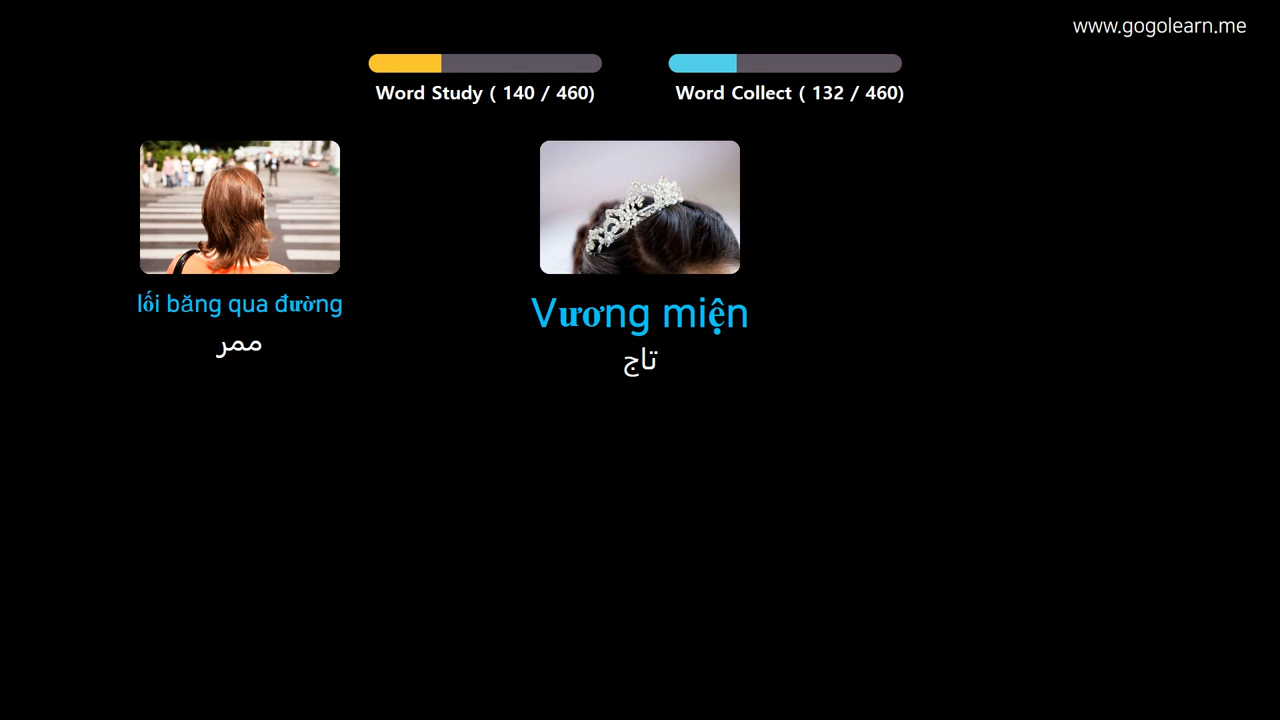 www.gogolearn.me
Word Study ( 140 / 460)
Word Collect ( 132 / 460)
lối băng qua đường
ممر
Vương miện
تاج